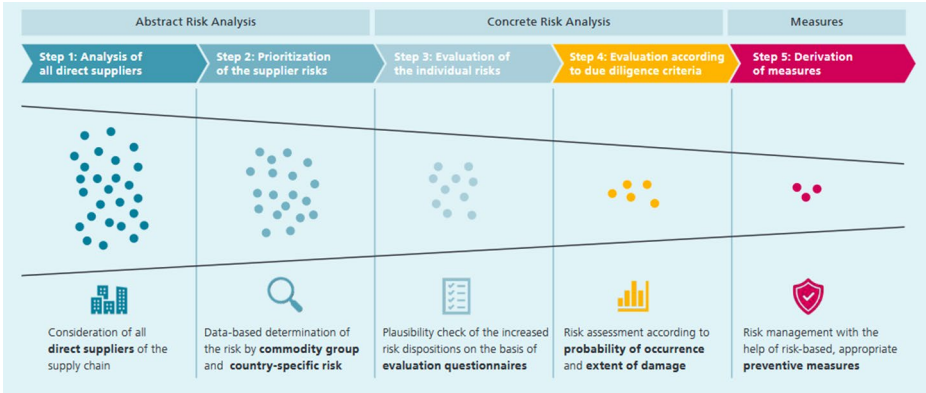 Abstract Risk Analysis
Concrete Risk Analysis
Measures
Step 1: Analysis of
all direct suppliers
Step 2: Prioritization
of the supplier risks
Step 3: Evaluation of
the individual risks
Step 4: Evaluation according
to due diligence criteria
Step 5: Derivation
of measures
Consideration of all
direct suppliers of the
supply chain
Data-based determination of
the risk by commodity group
and country-specific risk
Plausibility check of the increased
risk dispositions on the basis of
evaluation questionnaires
Risk assessment according to
probability of occurrence
and extent of damage
Risk management with the
help of risk-based, appropriate
preventive measures